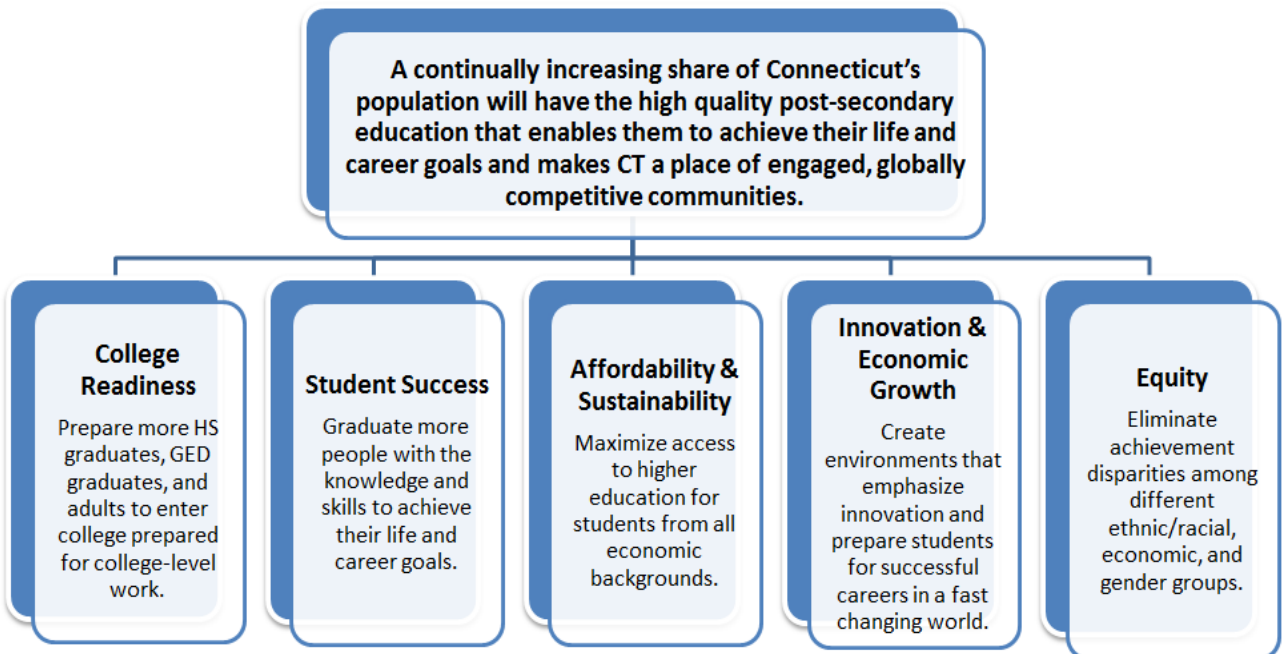 A continually increasing share of Connecticut's
population will have the high quality post-secondary
education that enables them to achieve their life and
career goals and makes CT a place of engaged, globally
competitive communities.
College
Readiness
Prepare more HS
graduates, GED
graduates, and
adults to enter
college prepared
for college-level
work.
Student Success
Graduate more
people with the
knowledge and
skills to achieve
their life and
career goals.
Affordability &
Sustainability
Maximize access
to higher
education for
students from all
economic
backgrounds.
Innovation &
Economic
Growth
Create
environments that
emphasize
innovation and
prepare students
for successful
careers in a fast
changing world.
Equity
Eliminate
achievement
disparities among
different
ethnic/racial,
economic, and
gender groups.